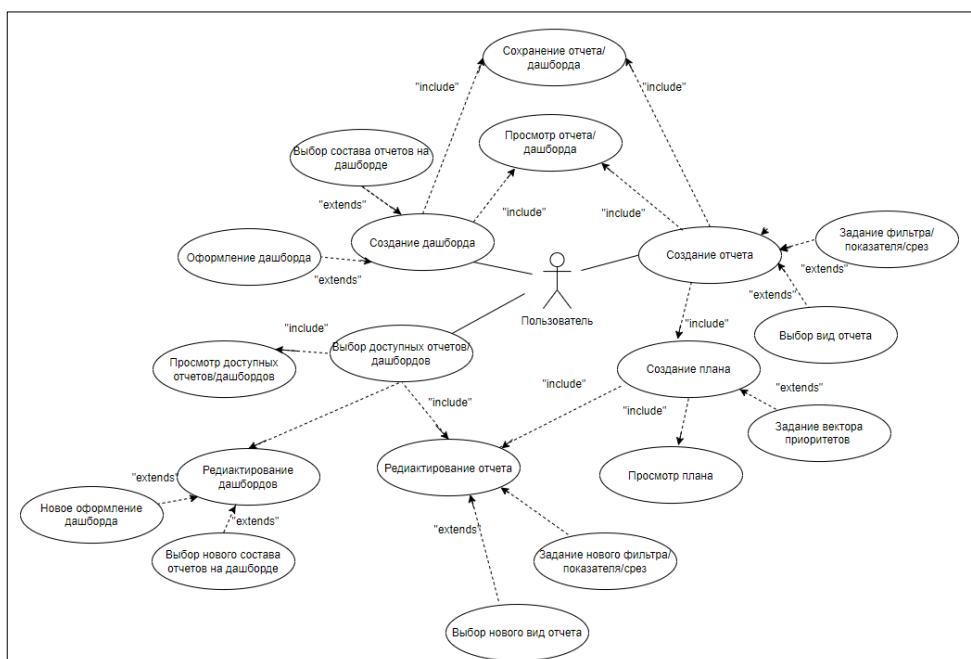 Сохранение отчета/
дашборда
"include"
"include"
Просмотр отчета/
дашборда
Выбор состава отчетов на
дашборде
"extends"
"include"
"include"
Создание дашборда
Задание фильтра/
показателя/срез
Оформление дашборда
"extends"
Создание отчета
"extends"
"extends"
Пользователь
"include"
"include"
Выбор вид отчета
Выбор доступных отчетов/
дашбордов
Просмотр доступных
отчетов/дашбордов
Создание плана
"include"
"extends"
"include"
"include"
Задание вектора
приоритетов
Редиактирование
дашбордов
Редиактирование отчета
Просмотр плана
"extends"
Новое оформление
дашборда
"extends"
"extends"
Выбор нового состава
отчетов на дашборде
Задание нового фильтра/
показателя/срез
Выбор нового вид отчета